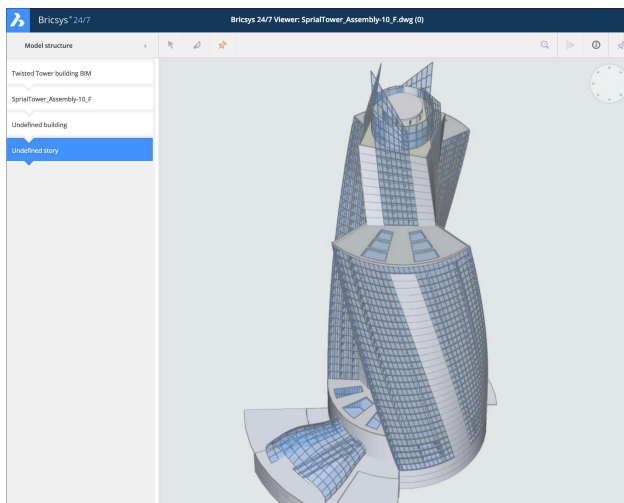 Bricsys® 24/7
Bricsys 24/7 Viewer: SprialTower_Assembly-10_F.dwg (0)
Model structure
Twisted Tower building BIM
SprialTower_Assembly-10_F
Undefined building
Undefined story